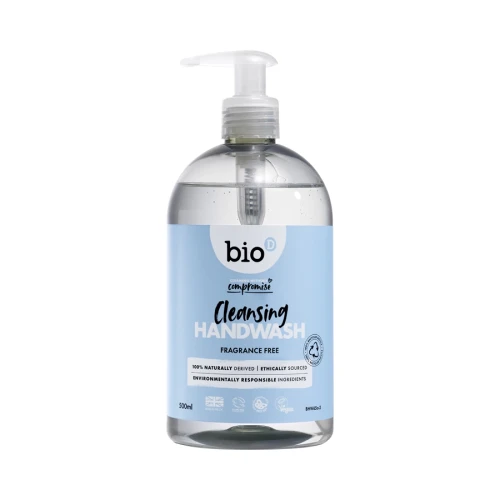 bio D
compromise
Cleansing
HANDWASH
FRAGRANCE FREE
100% NATURALLY DERIVED | ETHICALLY SOURCED
ENVIRONMENTALLY RESPONSIBLE INGREDIENTS
500ml